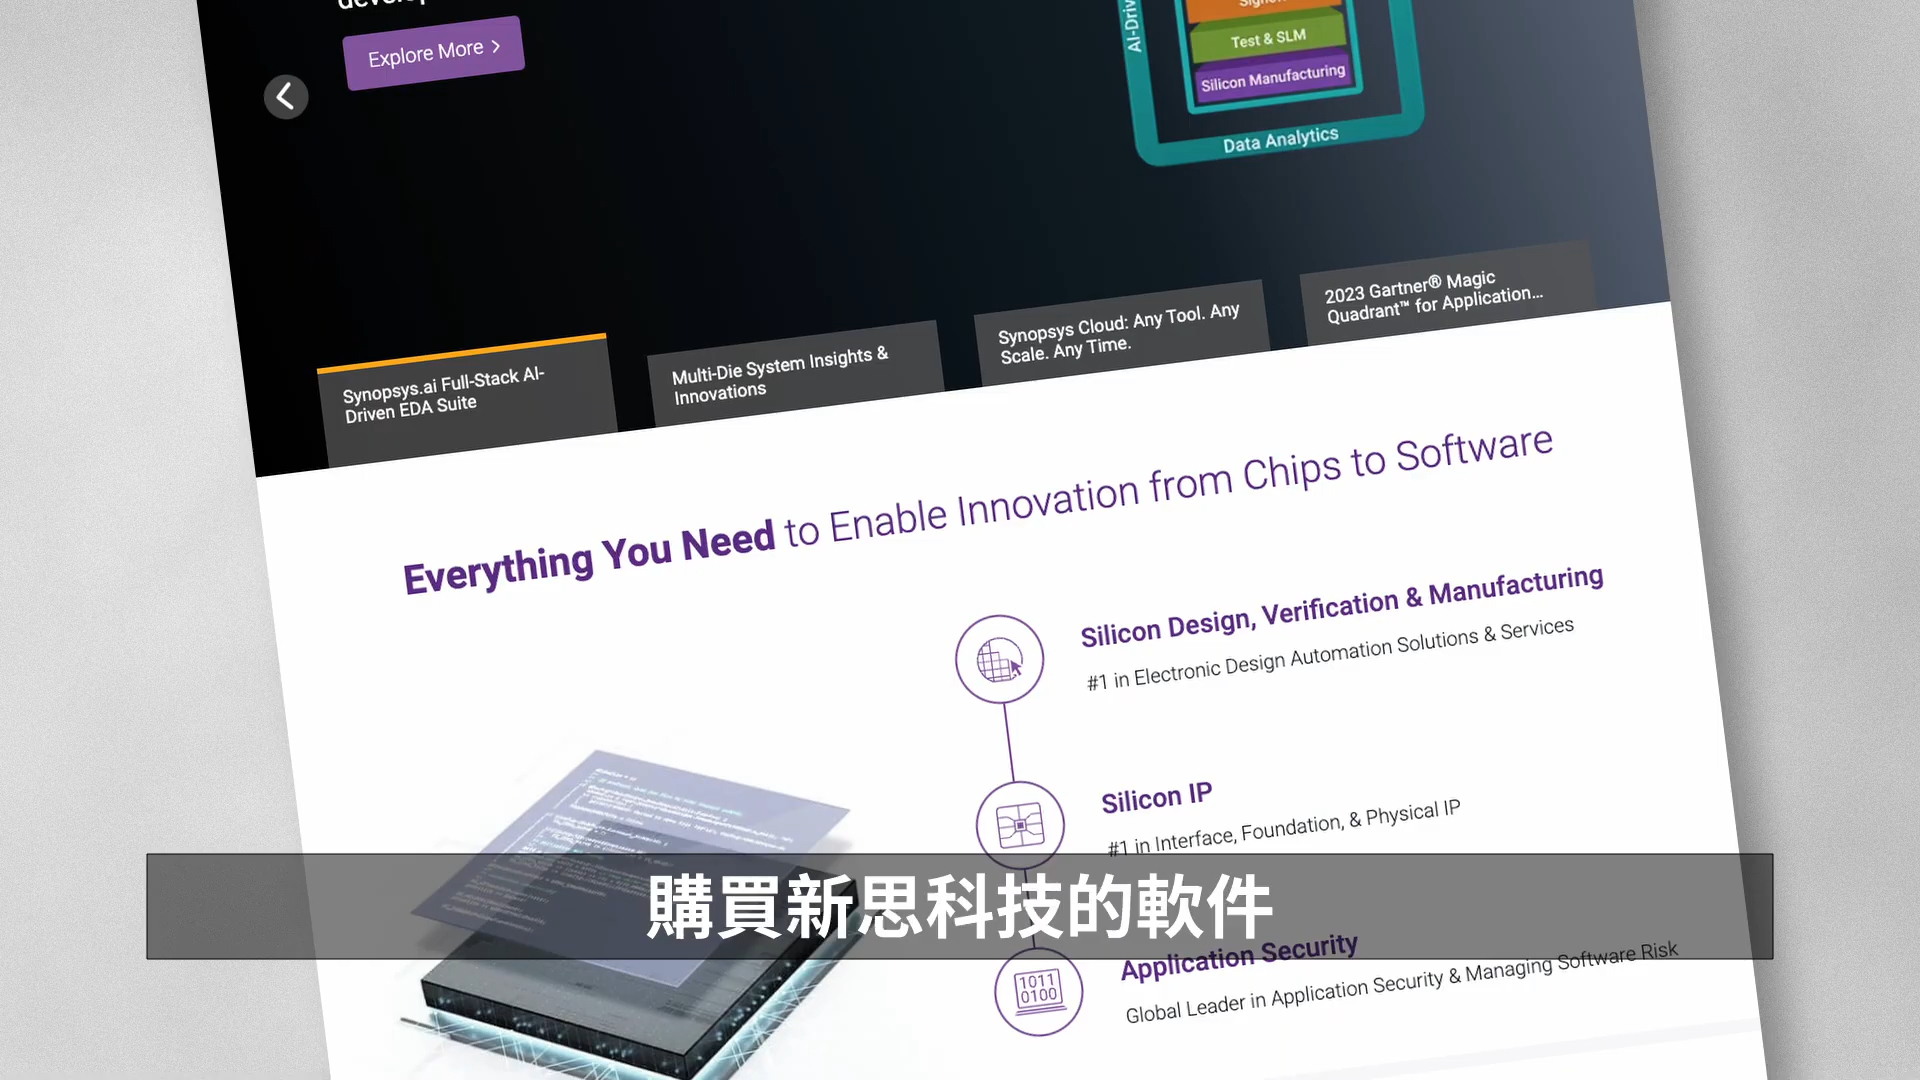 Explore More
Test & SLM
Silicon Manufacturing
Data Analytics
Synopsys.ai Full-Stack AI-
Driven EDA Suite
Multi-Die System Insights &
Innovations
Synopsys Cloud: Any Tool. Any
Scale. Any Time.
2023 Gartner® Magic
Quadrant™ for Application...
Everything You Need to Enable Innovation from Chips to Software
Silicon Design, Verification & Manufacturing
#1 in Electronic Design Automation Solutions & Services
Silicon IP
#1 in Interface, Foundation, & Physical IP
購買新思科技的軟件
Application Security
Global Leader in Application Security & Managing Software Risk
1011
0100